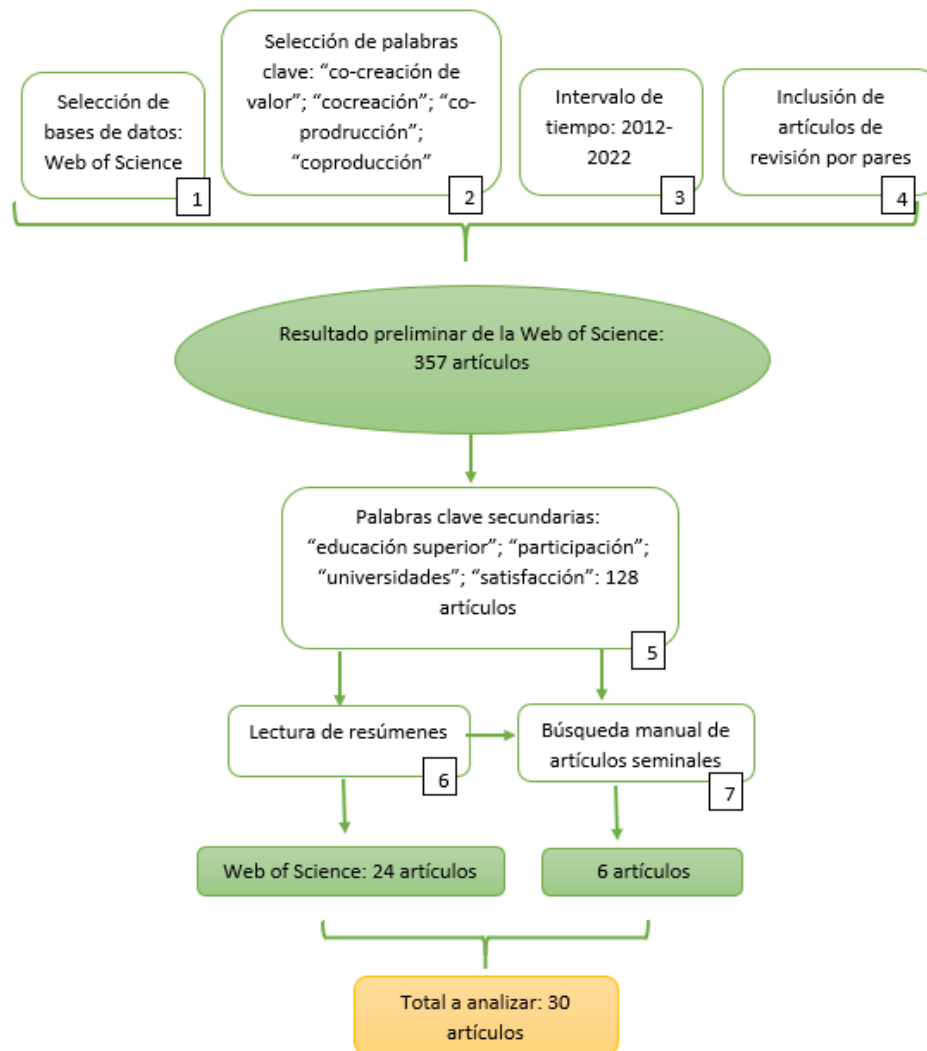 Selección de
bases de datos:
Web of Science
1
Selección de palabras
clave: “co-creación de
valor”; “cocreación”; “co-
prodrucción”;
“coproducción”
2
Intervalo de
tiempo: 2012-
2022
3
Inclusión de
artículos de
revisión por pares
4
Resultado preliminar de la Web of Science:
357 artículos
Palabras clave secundarias:
“educación superior”; “participación”;
“universidades”; “satisfacción”: 128
artículos
5
Lectura de resúmenes
6
Búsqueda manual de
artículos seminales
7
Web of Science: 24 artículos
6 artículos
Total a analizar: 30
artículos